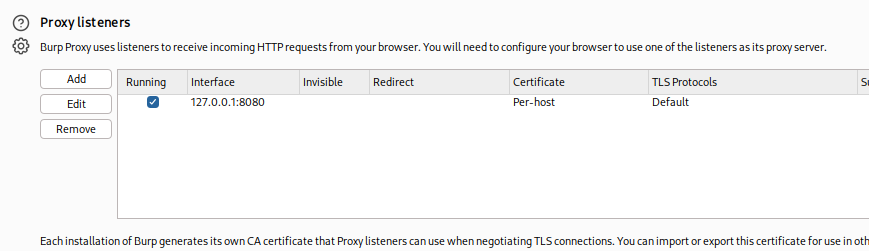 Proxy listeners
Burp Proxy uses listeners to receive incoming HTTP requests from your browser. You will need to configure your browser to use one of the listeners as its proxy server.
Add
Edit
Remove
Running Interface Invisible Redirect Certificate TLS Protocols
127.0.0.1:8080 Per-host Default
Each installation of Burp generates its own CA certificate that Proxy listeners can use when negotiating TLS connections. You can import or export this certificate for use in